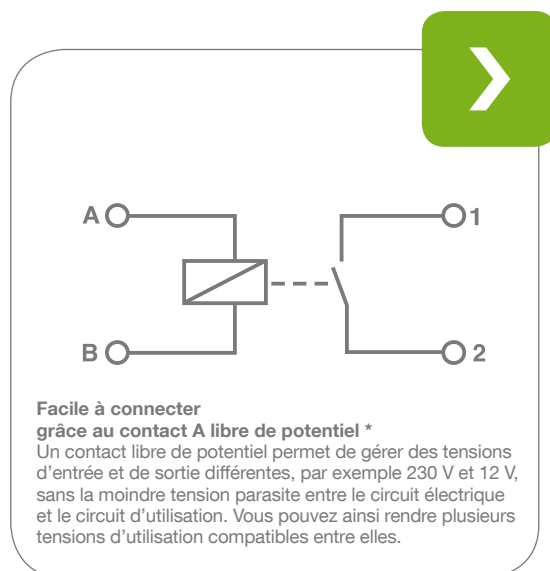 A 1
B 2
Facile à connecter
grâce au contact A libre de potentiel *
Un contact libre de potentiel permet de gérer des tensions
d'entrée et de sortie différentes, par exemple 230 V et 12 V,
sans la moindre tension parasite entre le circuit électrique
et le circuit d'utilisation. Vous pouvez ainsi rendre plusieurs
tensions d'utilisation compatibles entre elles.